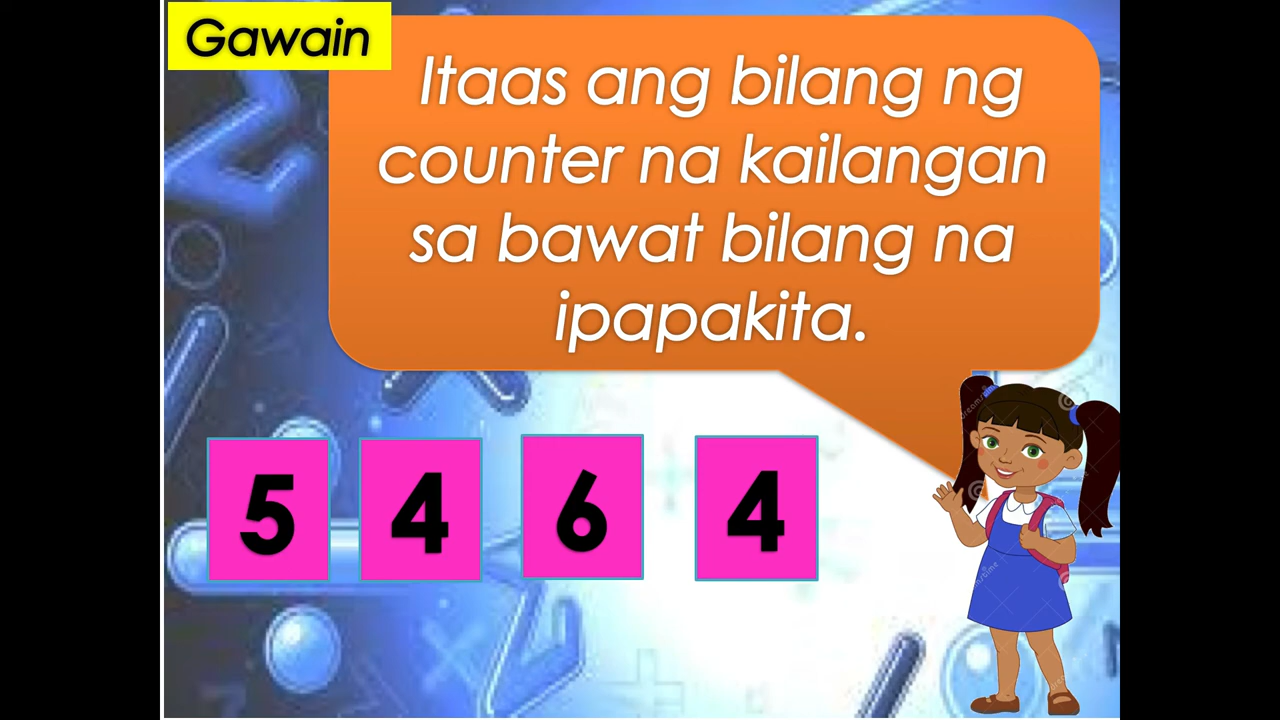 Gawain
Itaas ang bilang ng
counter na kailangan
sa bawat bilang na
ipapakita.
5 4 6 4